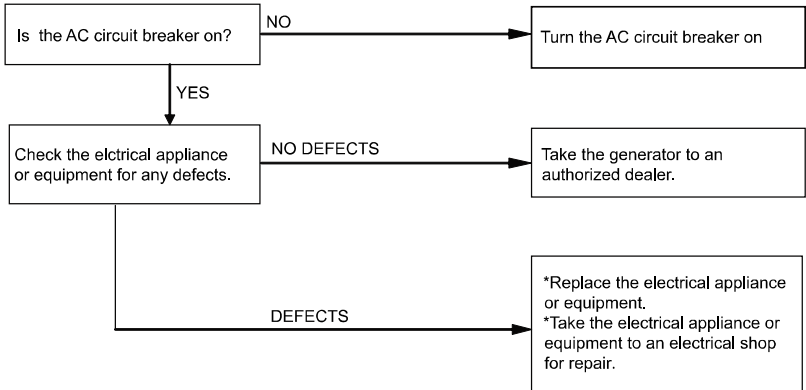 Is the AC circuit breaker on?
NO
Turn the AC circuit breaker on
YES
Check the elctrical appliance
or equipment for any defects.
NO DEFECTS
Take the generator to an
authorized dealer.
DEFECTS
*Replace the electrical appliance
or equipment.
*Take the electrical appliance or
equipment to an electrical shop
for repair.